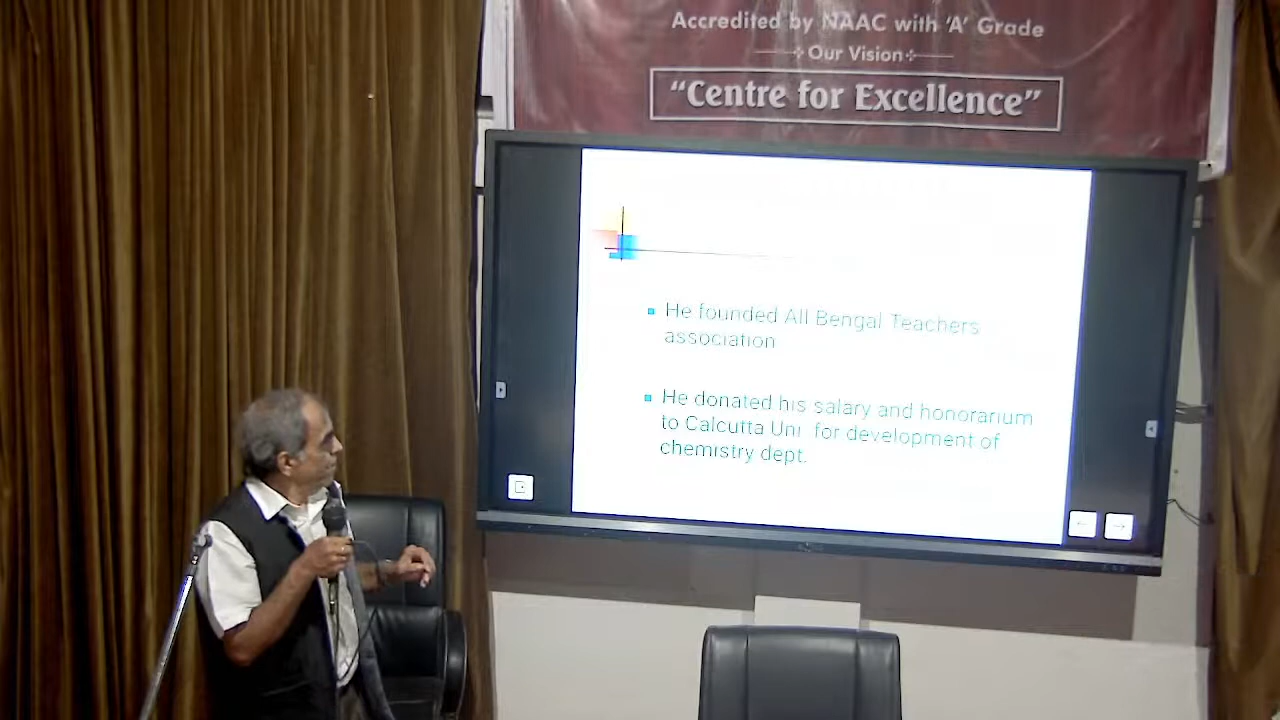 Accredited by NAAC with 'A' Grade
Our Vision
"Centre for Excellence"
He founded All Bengal Teachers
association
He donated his salary and honorarium
to Calcutta Uni for development of
chemistry dept.